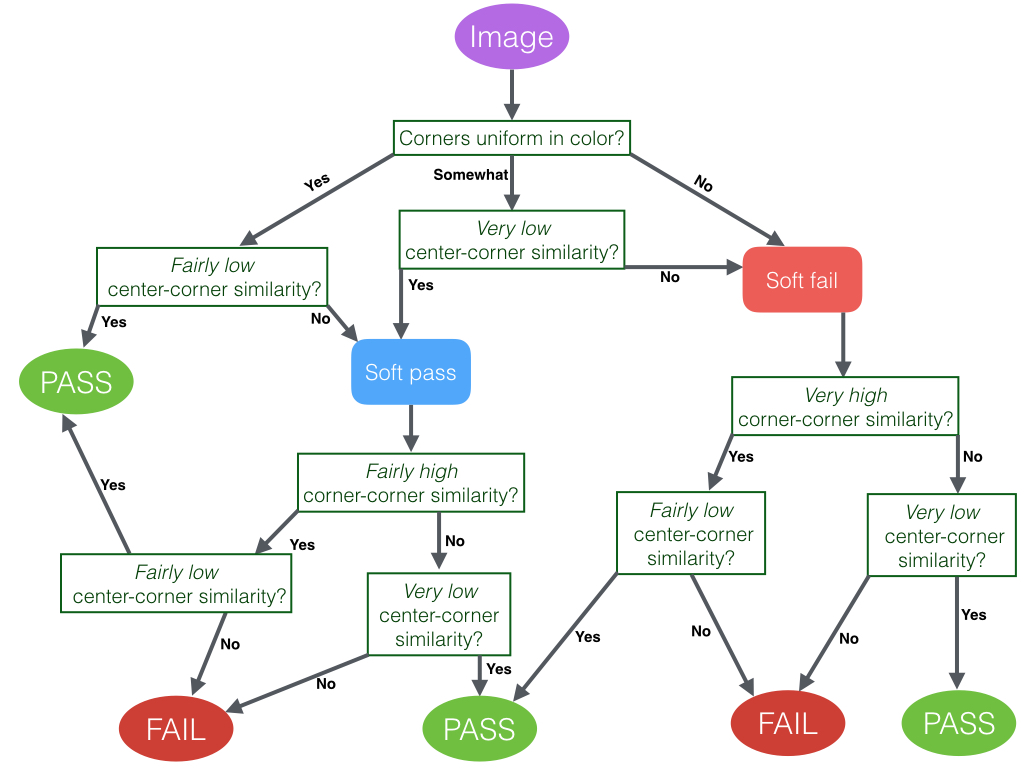 Image
Corners uniform in color?
Yes
Somewhat
No
Very low
center-corner similarity?
Fairly low
center-corner similarity?
Soft fail
No
Yes
Yes
No
PASS
Soft pass
Very high
corner-corner similarity?
Yes
No
Fairly high
corner-corner similarity?
Yes
Fairly low
center-corner
similarity?
Very low
center-corner
similarity?
Yes
No
Fairly low
center-corner similarity?
Very low
center-corner
similarity?
No
No
Yes
Yes
No
No
Yes
FAIL
PASS
FAIL
PASS